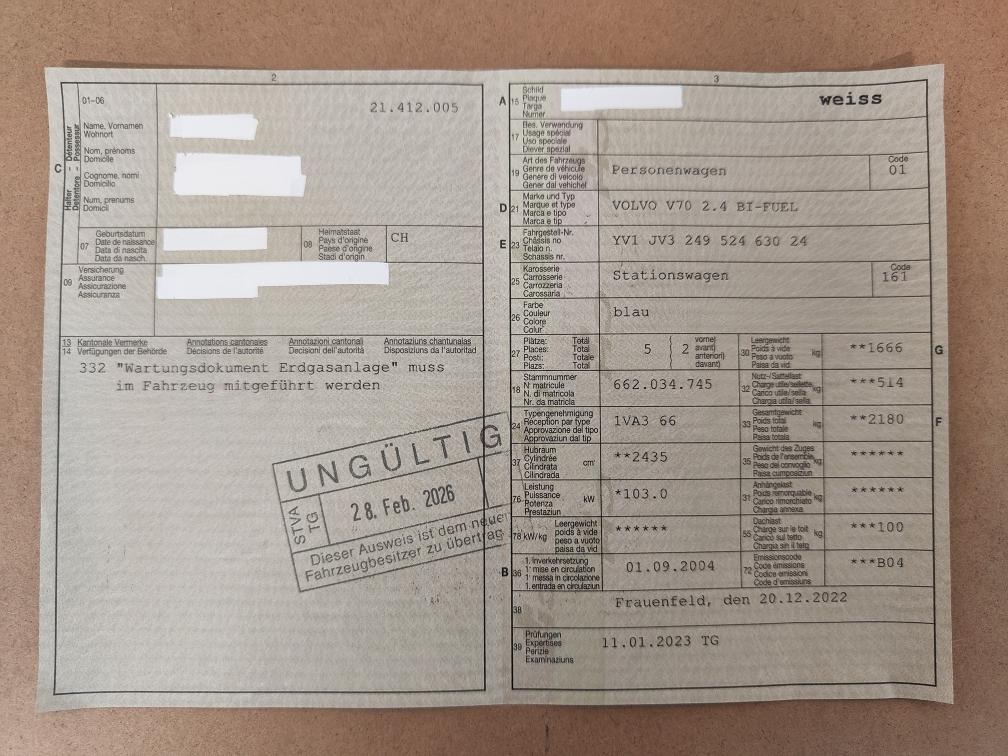 2
01-06
21.412.005
C
Halter - Détenteur
Detentore - Possessur
Name, Vornamen
Wohnort
Nom, prénoms
Domicile
Cognome, nomi
Domicilio
Num, prenums
Domicil
07
Geburtsdatum
Date de naissance
Data di nascita
Data da nasch.
08
Heimatstaat
Pays d'origine
Paese d'origine
Stadi d'origin
CH
09
Versicherung
Assurance
Assicurazione
Assicuranza
13 Kantonale Vermerke Annotations cantonales Annotazioni cantonali Annotaziuns chantunalas
14 Verfügungen der Behörde Décisions de l'autorité Decisioni dell'autorità Disposiziuns da l'autoritad
332 "Wartungsdokument Erdgasanlage" muss
im Fahrzeug mitgeführt werden
UNGÜLTIG
STVA
TG
28. Feb. 2026
Dieser Ausweis ist dem neuen
Fahrzeugbesitzer zu übertrag
3
A
15
Schild
Plaque
Targa
Numer
weiss
17
Bes. Verwendung
Usage spécial
Uso speciale
Diever spezial
19
Art des Fahrzeugs
Genre de véhicule
Genere di veicolo
Gener dal vehichel
Personenwagen
Code
01
D
21
Marke und Typ
Marque et type
Marca e tipo
Marca e tip
VOLVO V70 2.4 BI-FUEL
E
23
Fahrgestell-Nr.
Châssis no
Telaio n.
Schassis nr.
YV1 JV3 249 524 630 24
25
Karosserie
Carrosserie
Carrozzeria
Carossaria
Stationswagen
Code
161
26
Farbe
Couleur
Colore
Colur
blau
27
Plätze: Total
Places: Total
Posti: Totale
Plazs: Total
5
2
vorne)
avant)
anteriori)
davant)
30
Leergewicht
Poids à vide
Peso a vuoto
Paisa da vid
kg
**1666
G
18
Stammnummer
N° matricule
N. di matricola
Nr. da matricla
662.034.745
32
Nutz-/Sattellast
Charge utile/sellette
Carico utile/sella
Chargia utila/sella
kg
***514
24
Typengenehmigung
Réception par type
Approvazione del tipo
Approvaziun dal tip
1VA3 66
33
Gesamtgewicht
Poids total
Peso totale
Paisa totala
kg
**2180
F
37
Hubraum
Cylindrée
Cilindrata
Cilindrada
cm³
**2435
35
Gewicht des Zuges
Poids de l'ensemble
Peso del convoglio
Paisa cumposiziun
kg
******
76
Leistung
Puissance
Potenza
Prestaziun
kW
*103.0
31
Anhängelast
Poids remorquable
Carico rimorchiato
Chargia annexa
kg
******
78 kW/kg
Leergewicht
poids à vide
peso a vuoto
paisa da vid
******
55
Dachlast
Charge sur le toit
Carico sul tetto
Chargia sin il tetg
kg
***100
B
36
1. Inverkehrsetzung
1ʳᵉ mise en circulation
1ª messa in circolazione
1. entrada en circulaziun
01.09.2004
72
Emissionscode
Code émissions
Codice emissioni
Code d'emissiuns
***B04
38
Frauenfeld, den 20.12.2022
39
Prüfungen
Expertises
Perizie
Examinaziuns
11.01.2023 TG